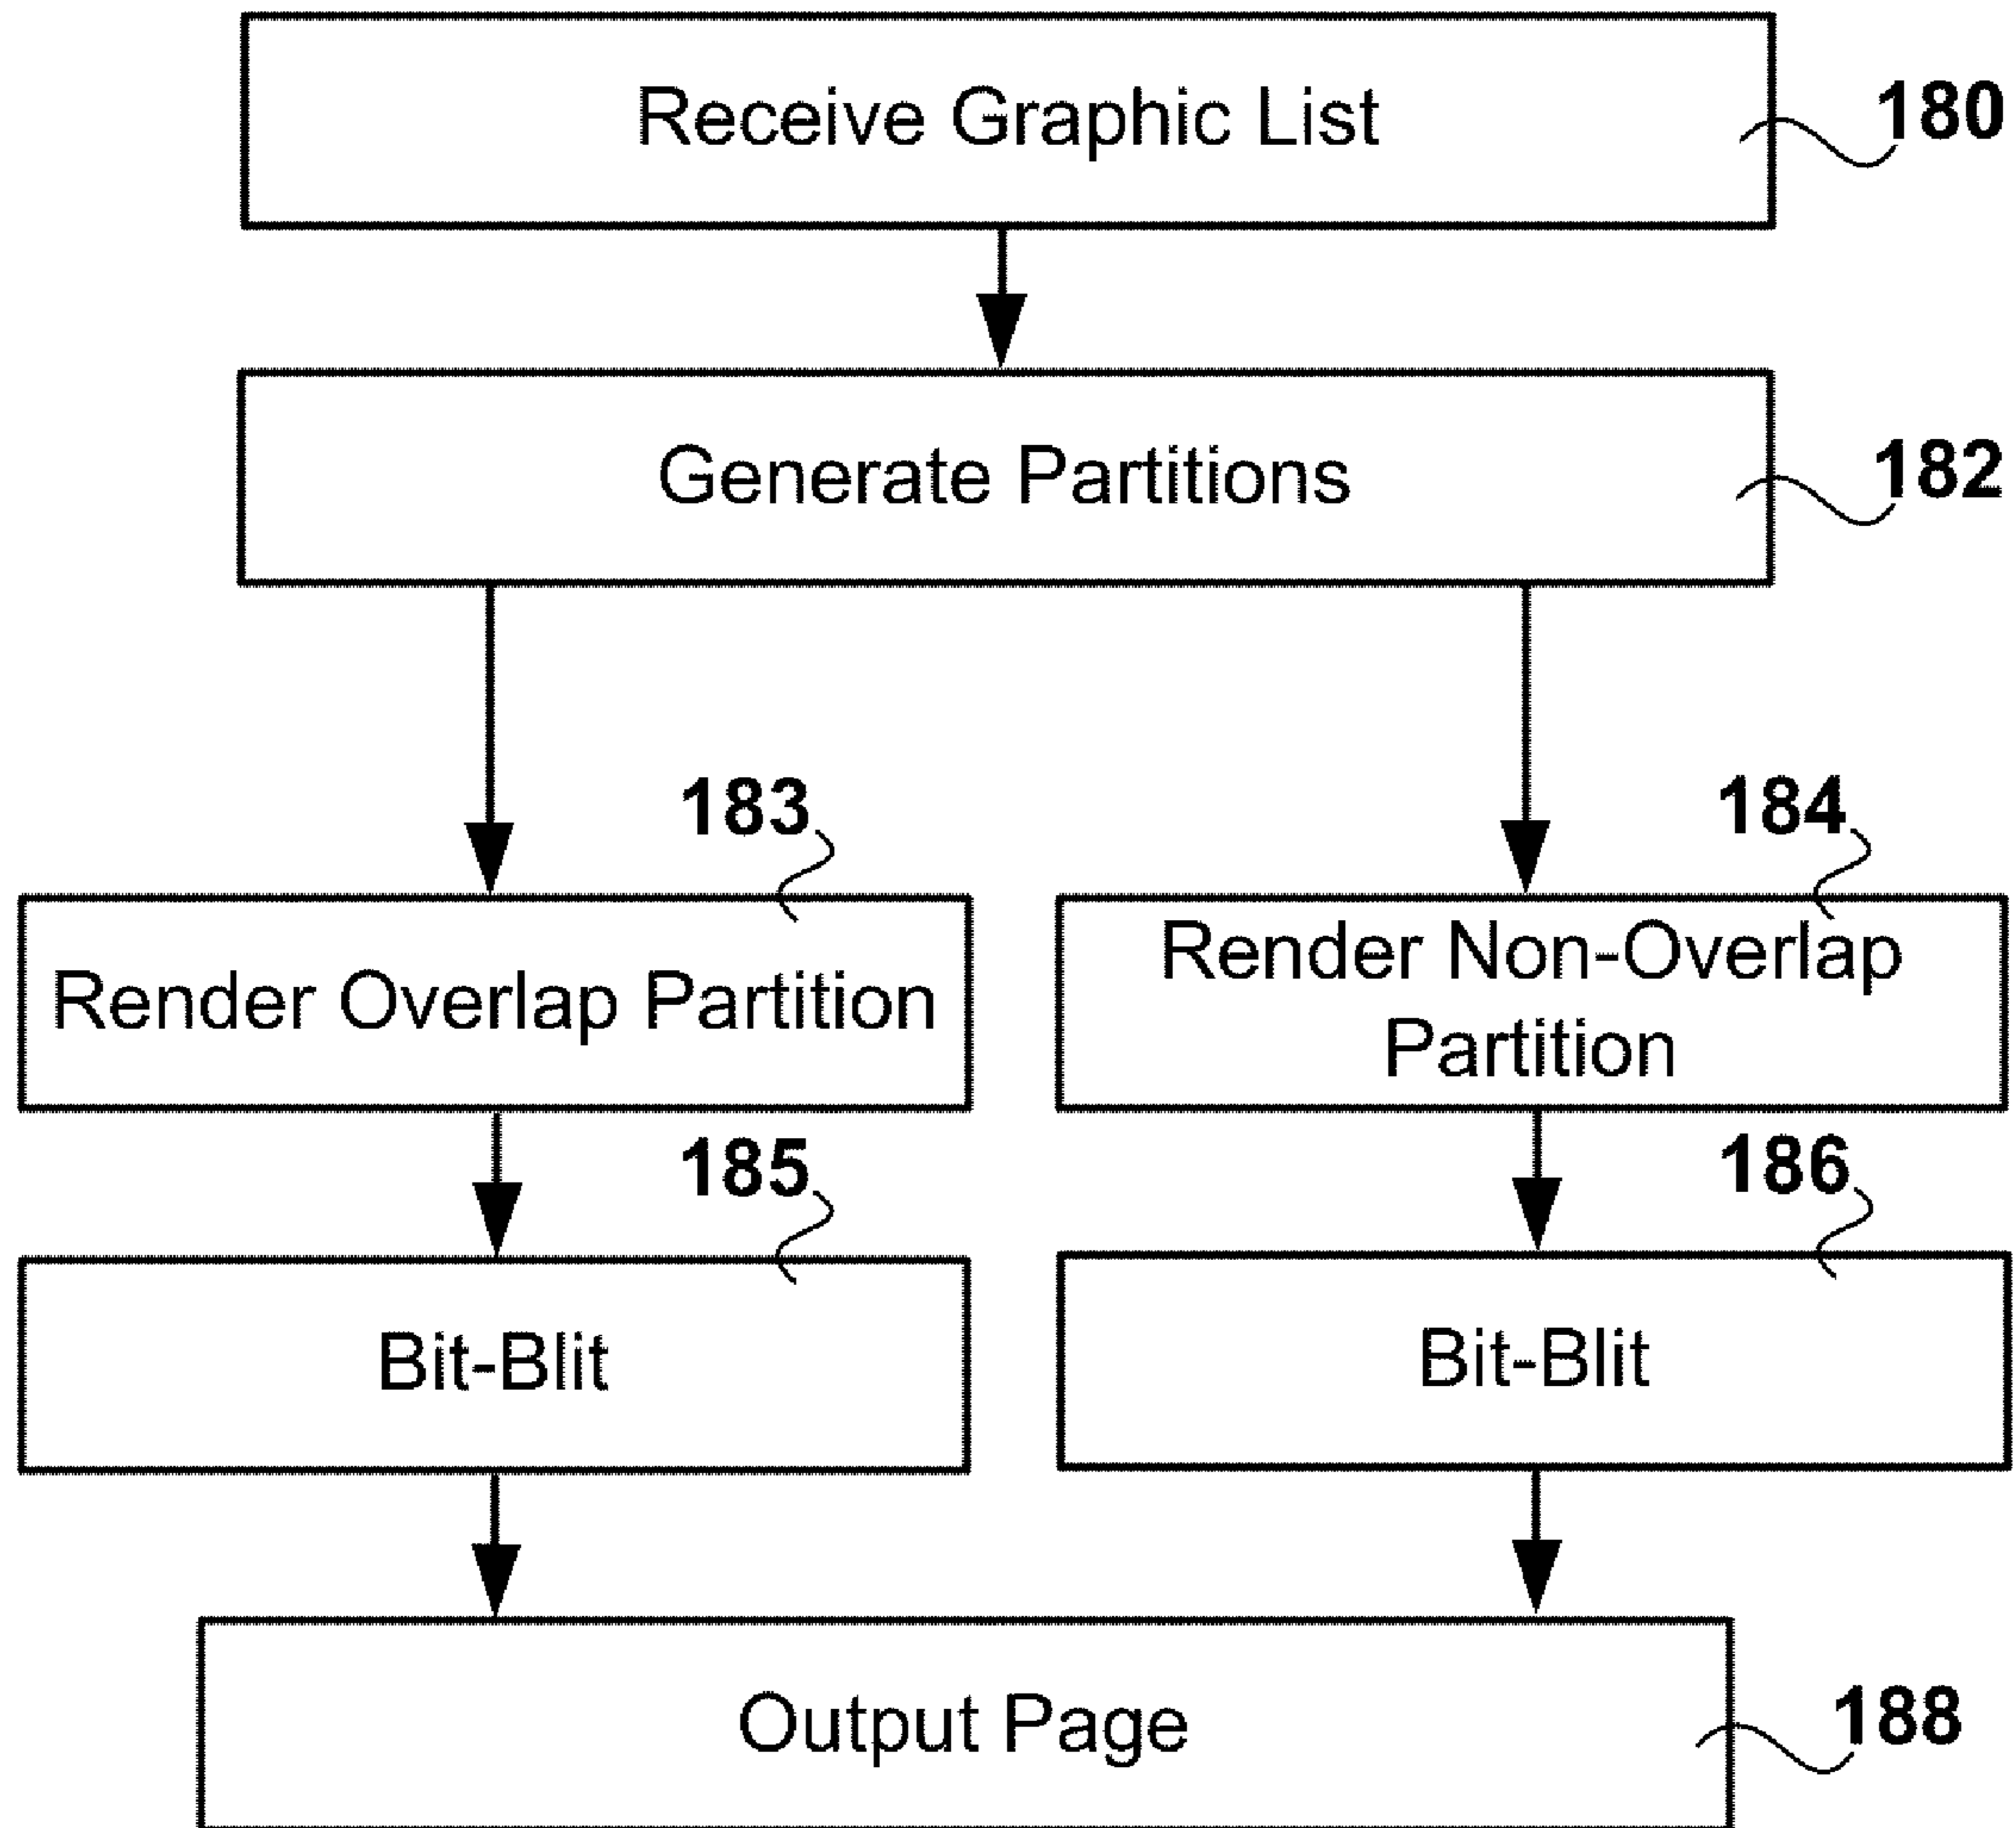 Receive Graphic List
180
Generate Partitions
182
183
184
Render Overlap Partition
Render Non-Overlap
Partition
185
186
Bit-Blit
Bit-Blit
Output Page
188